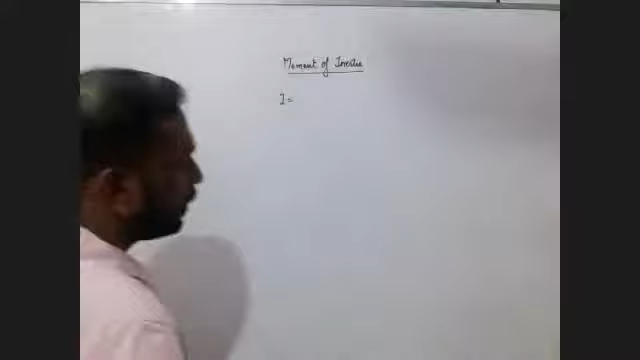 Moment of Inertia
I =